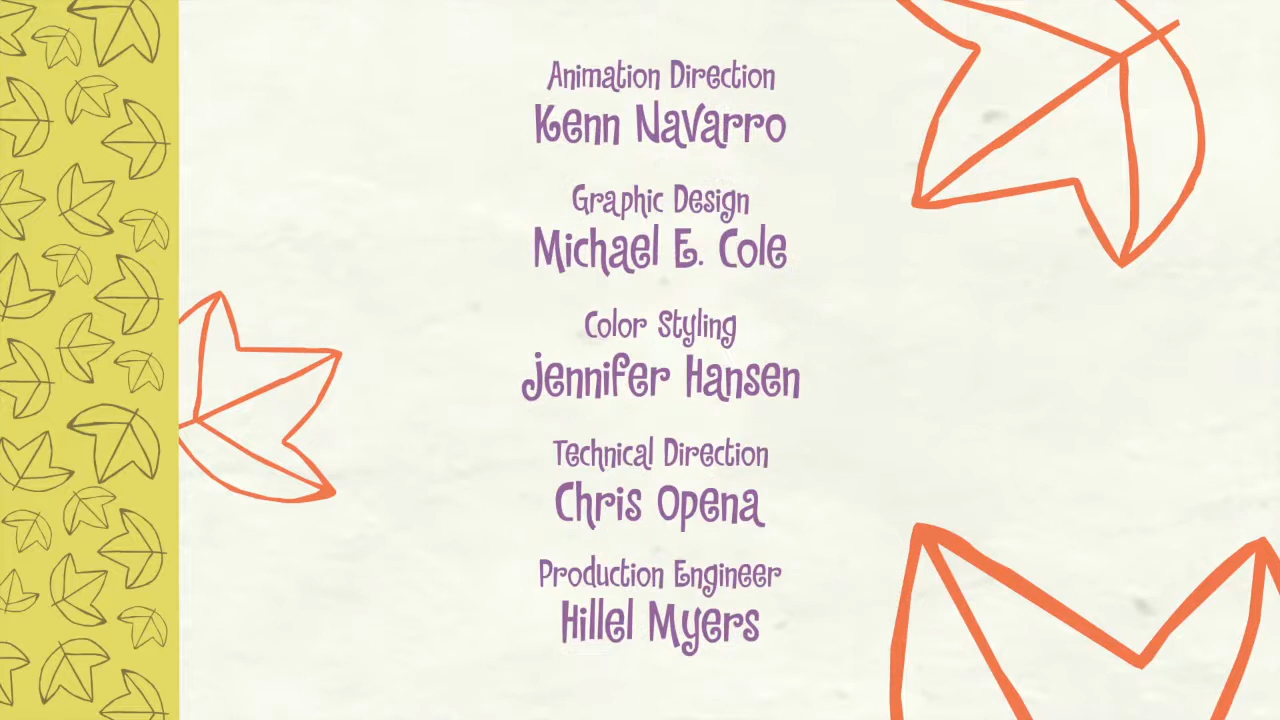 Animation Direction
Kenn Navarro
Graphic Design
Michael E. Cole
Color Styling
Jennifer Hansen
Technical Direction
Chris Opena
Production Engineer
Hillel Myers